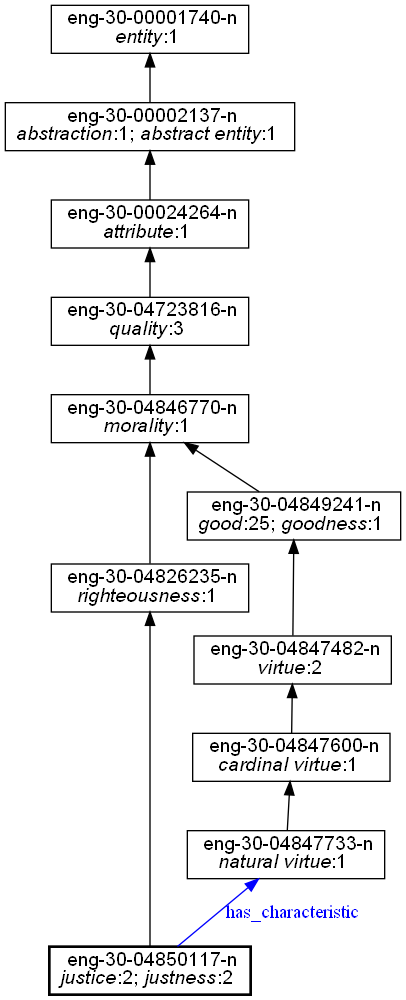 eng-30-00001740-n
entity:1
eng-30-00002137-n
abstraction:1; abstract entity:1
eng-30-00024264-n
attribute:1
eng-30-04723816-n
quality:3
eng-30-04846770-n
morality:1
eng-30-04849241-n
good:25; goodness:1
eng-30-04826235-n
righteousness:1
eng-30-04847482-n
virtue:2
eng-30-04847600-n
cardinal virtue:1
eng-30-04847733-n
natural virtue:1
has_characteristic
eng-30-04850117-n
justice:2; justness:2